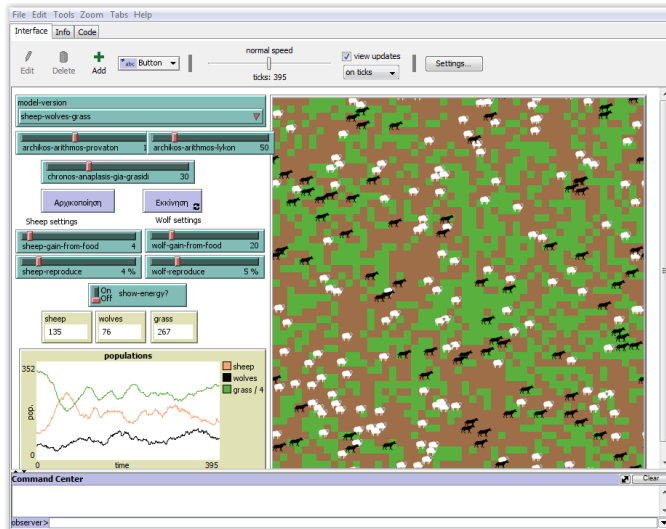 File Edit Tools Zoom Tabs Help
Interface Info Code
normal speed
view updates
Edit Delete Add abc Button ticks: 395 on ticks Settings...
model-version
sheep-wolves-grass
archikos-arithmos-provaton 1 archikos-arithmos-lykon 50
chronos-anaplasis-gia-grasidi 30
Αρχικοποίηση Εκκίνηση
Sheep settings Wolf settings
sheep-gain-from-food 4 wolf-gain-from-food 20
sheep-reproduce 4 % wolf-reproduce 5 %
On
Off show-energy?
sheep wolves grass
135 76 267
populations
352 sheep
wolves
grass / 4
pop.
0
0 time 395
Command Center Clear
observer>